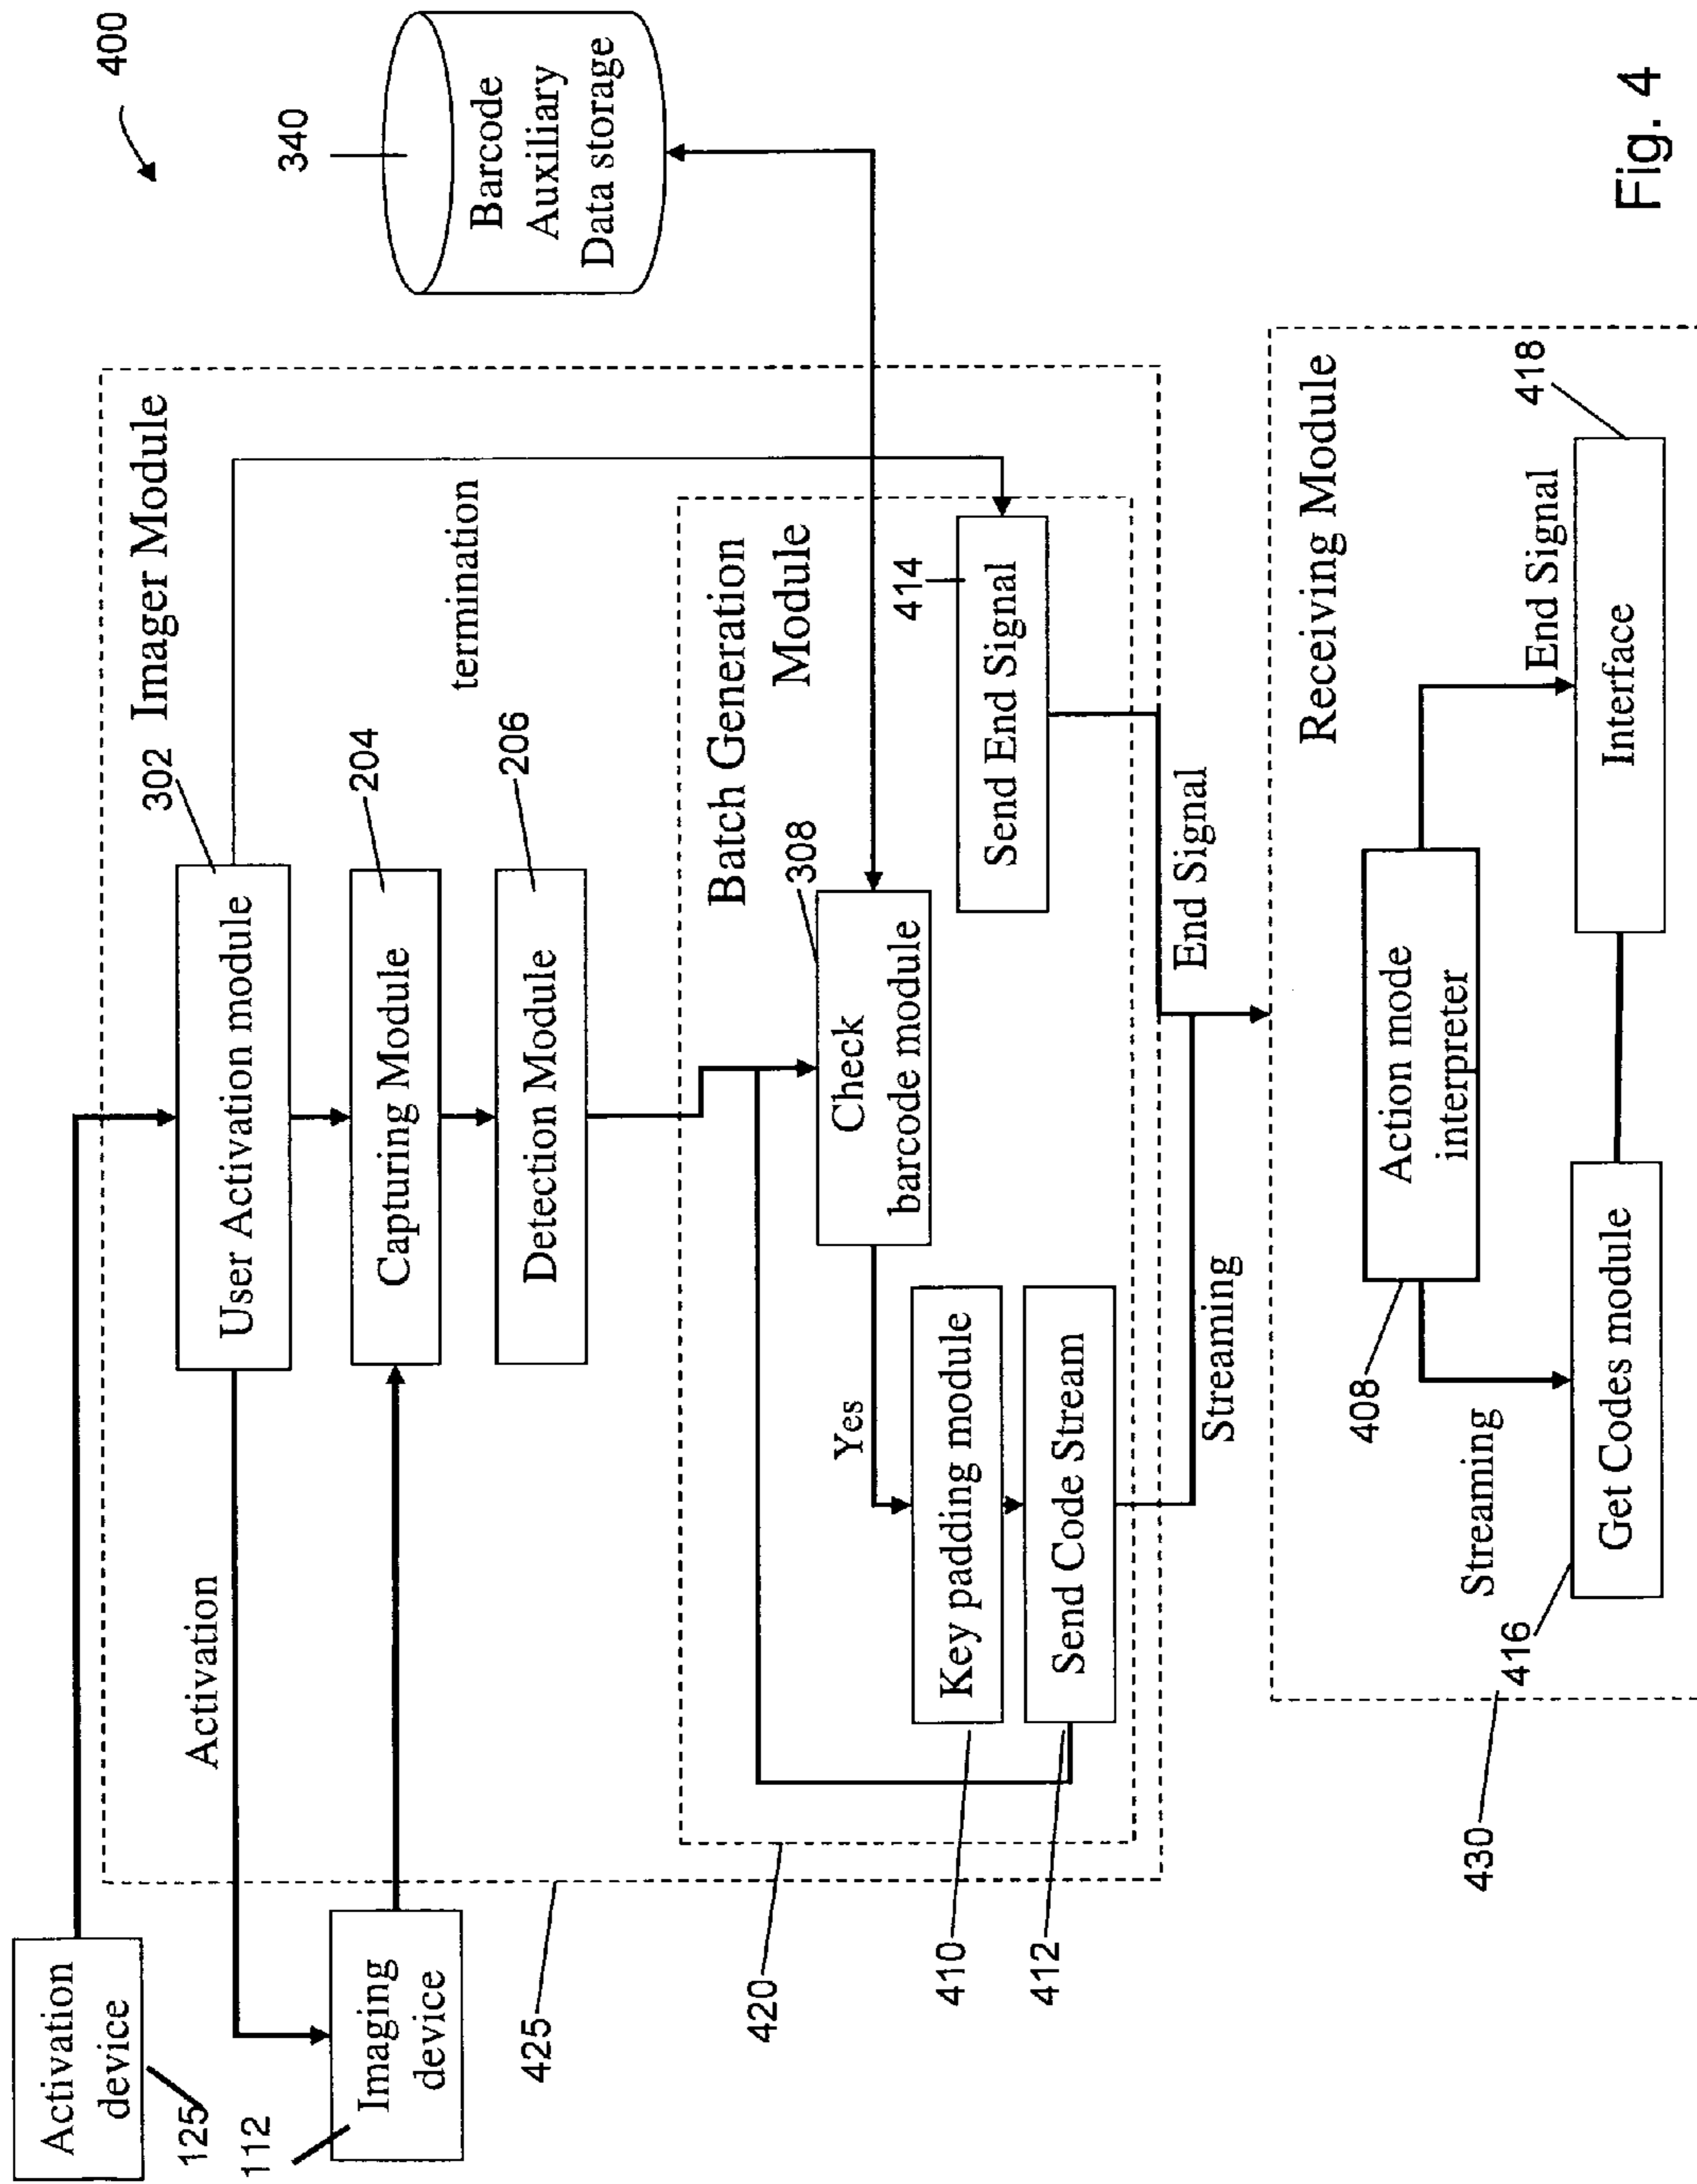 400
Activation
device
125
Imaging
device
112
Activation
302
Imager Module
User Activation module
Capturing Module
204
Detection Module
206
termination
340
Barcode
Auxiliary
Data storage
Batch Generation
Module
308
Check
barcode module
Yes
Key padding module
410
Send Code Stream
412
414
Send End Signal
420
425
Streaming
End Signal
Receiving Module
430
408
Action mode
interpreter
Streaming
End Signal
416
Get Codes module
418
Interface
Fig. 4